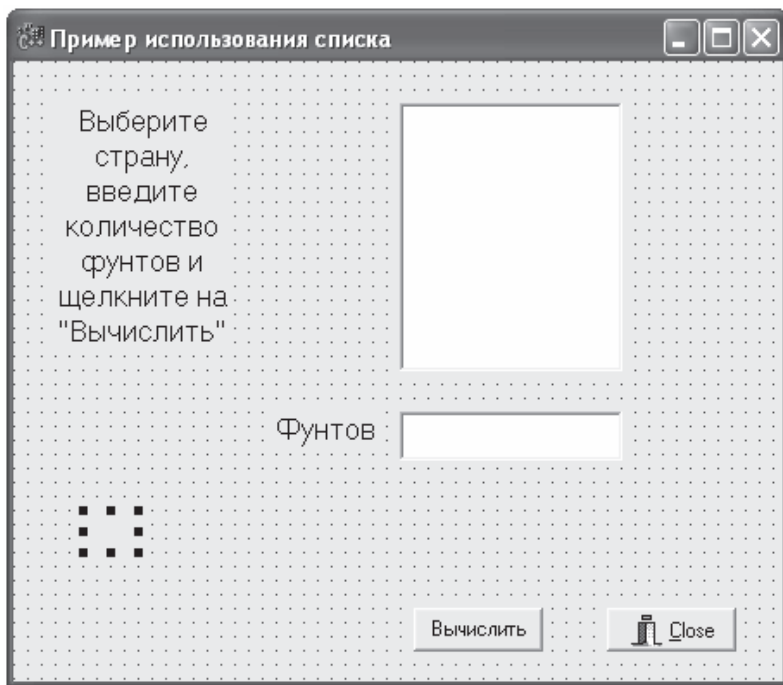 Пример использования списка
Выберите
страну,
введите
количество
фунтов и
щелкните на
"Вычислить"
Фунтов
Вычислить
Close